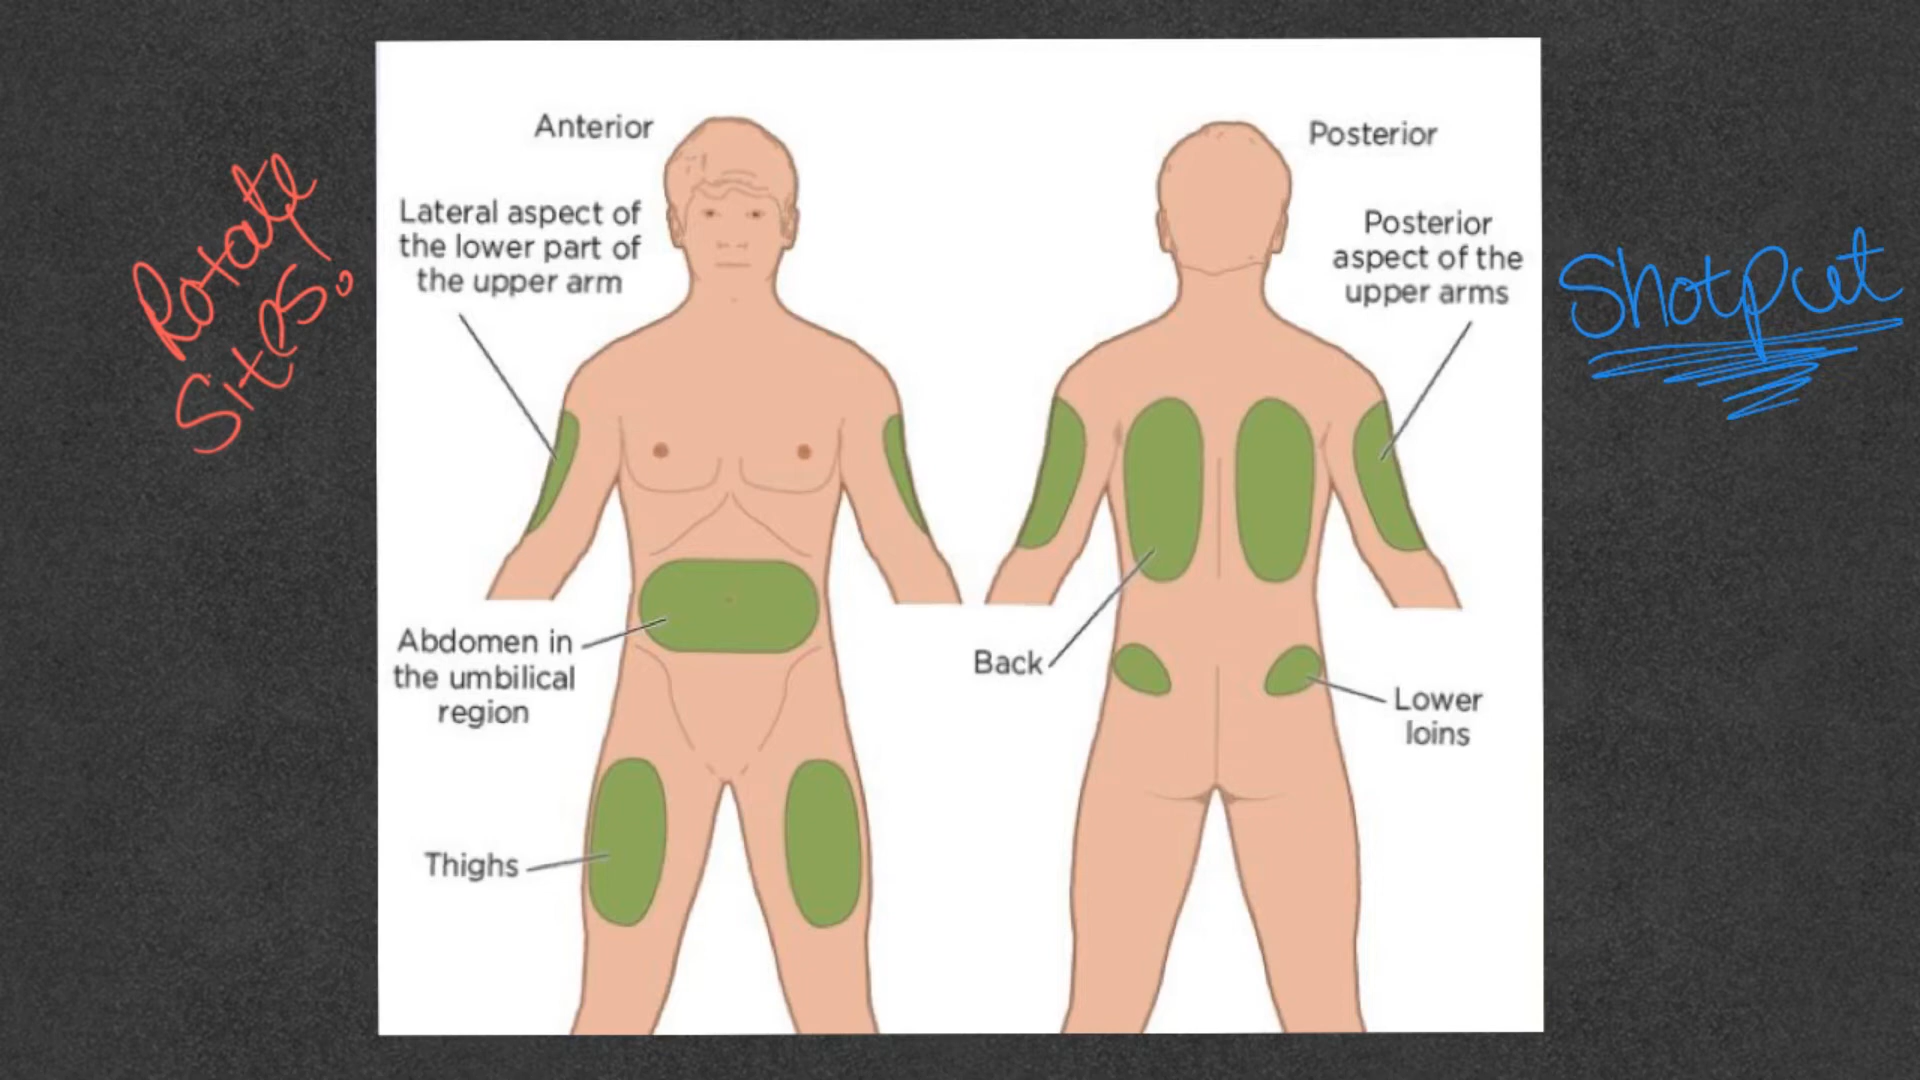 Rotate
Sites.
Anterior
Lateral aspect of
the lower part of
the upper arm
Abdomen in
the umbilical
region
Thighs
Posterior
Posterior
aspect of the
upper arms
Back
Lower
loins
Shotput